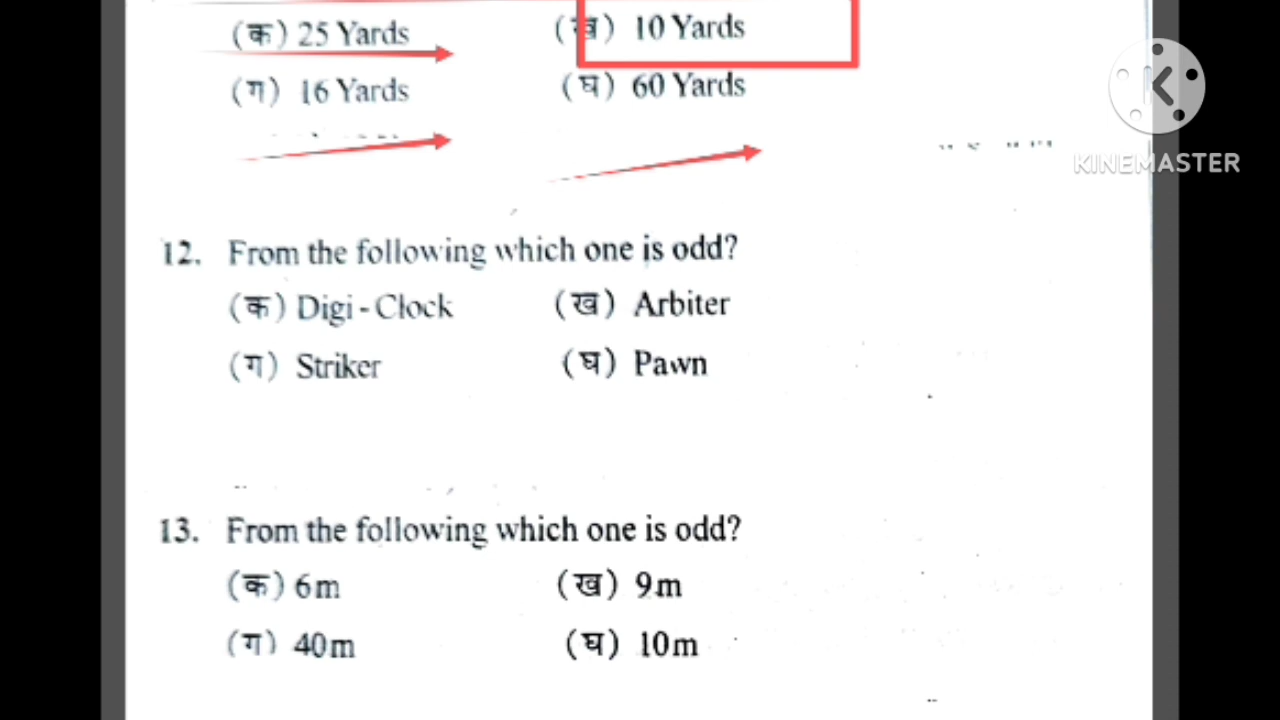 (क) 25 Yards (ख) 10 Yards
(ग) 16 Yards (घ) 60 Yards
KINEMASTER
12. From the following which one is odd?
(क) Digi - Clock (ख) Arbiter
(ग) Striker (घ) Pawn
13. From the following which one is odd?
(क) 6m (ख) 9m
(ग) 40m (घ) 10m